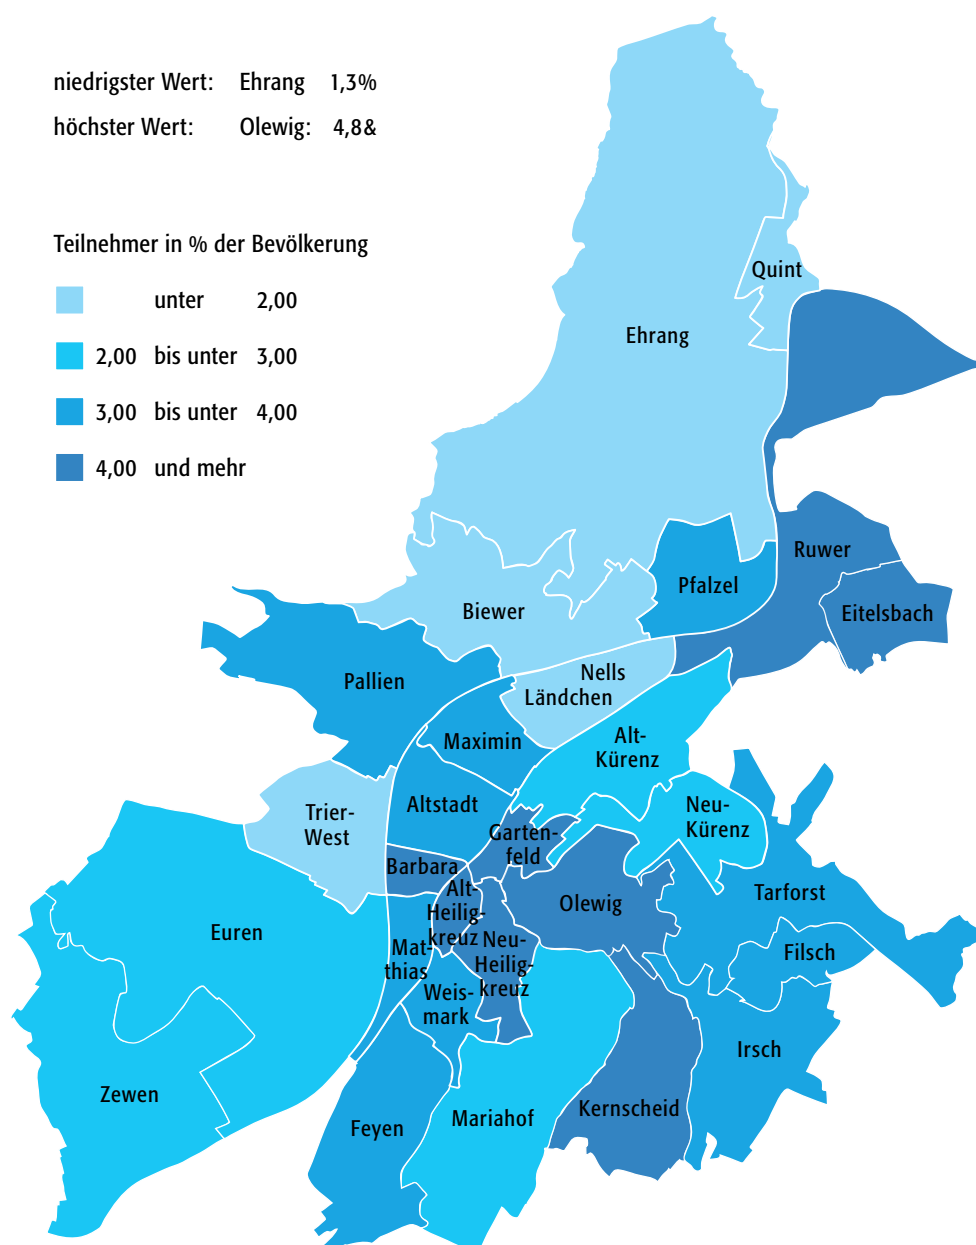 niedrigster Wert: Ehrang 1,3%
höchster Wert: Olewig: 4,8&
Teilnehmer in % der Bevölkerung
unter 2,00
2,00 bis unter 3,00
3,00 bis unter 4,00
4,00 und mehr
Quint
Ehrang
Ruwer
Pfalzel
Eitelsbach
Biewer
Pallien
Nells
Ländchen
Maximin
Alt-
Kürenz
Altstadt
Trier-
West
Neu-
Kürenz
Garten-
feld
Barbara
Alt-
Heilig-
kreuz
Olewig
Tarforst
Euren
Mat-
thias
Neu-
Heilig-
kreuz
Filsch
Weis-
mark
Irsch
Zewen
Feyen
Mariahof
Kernscheid